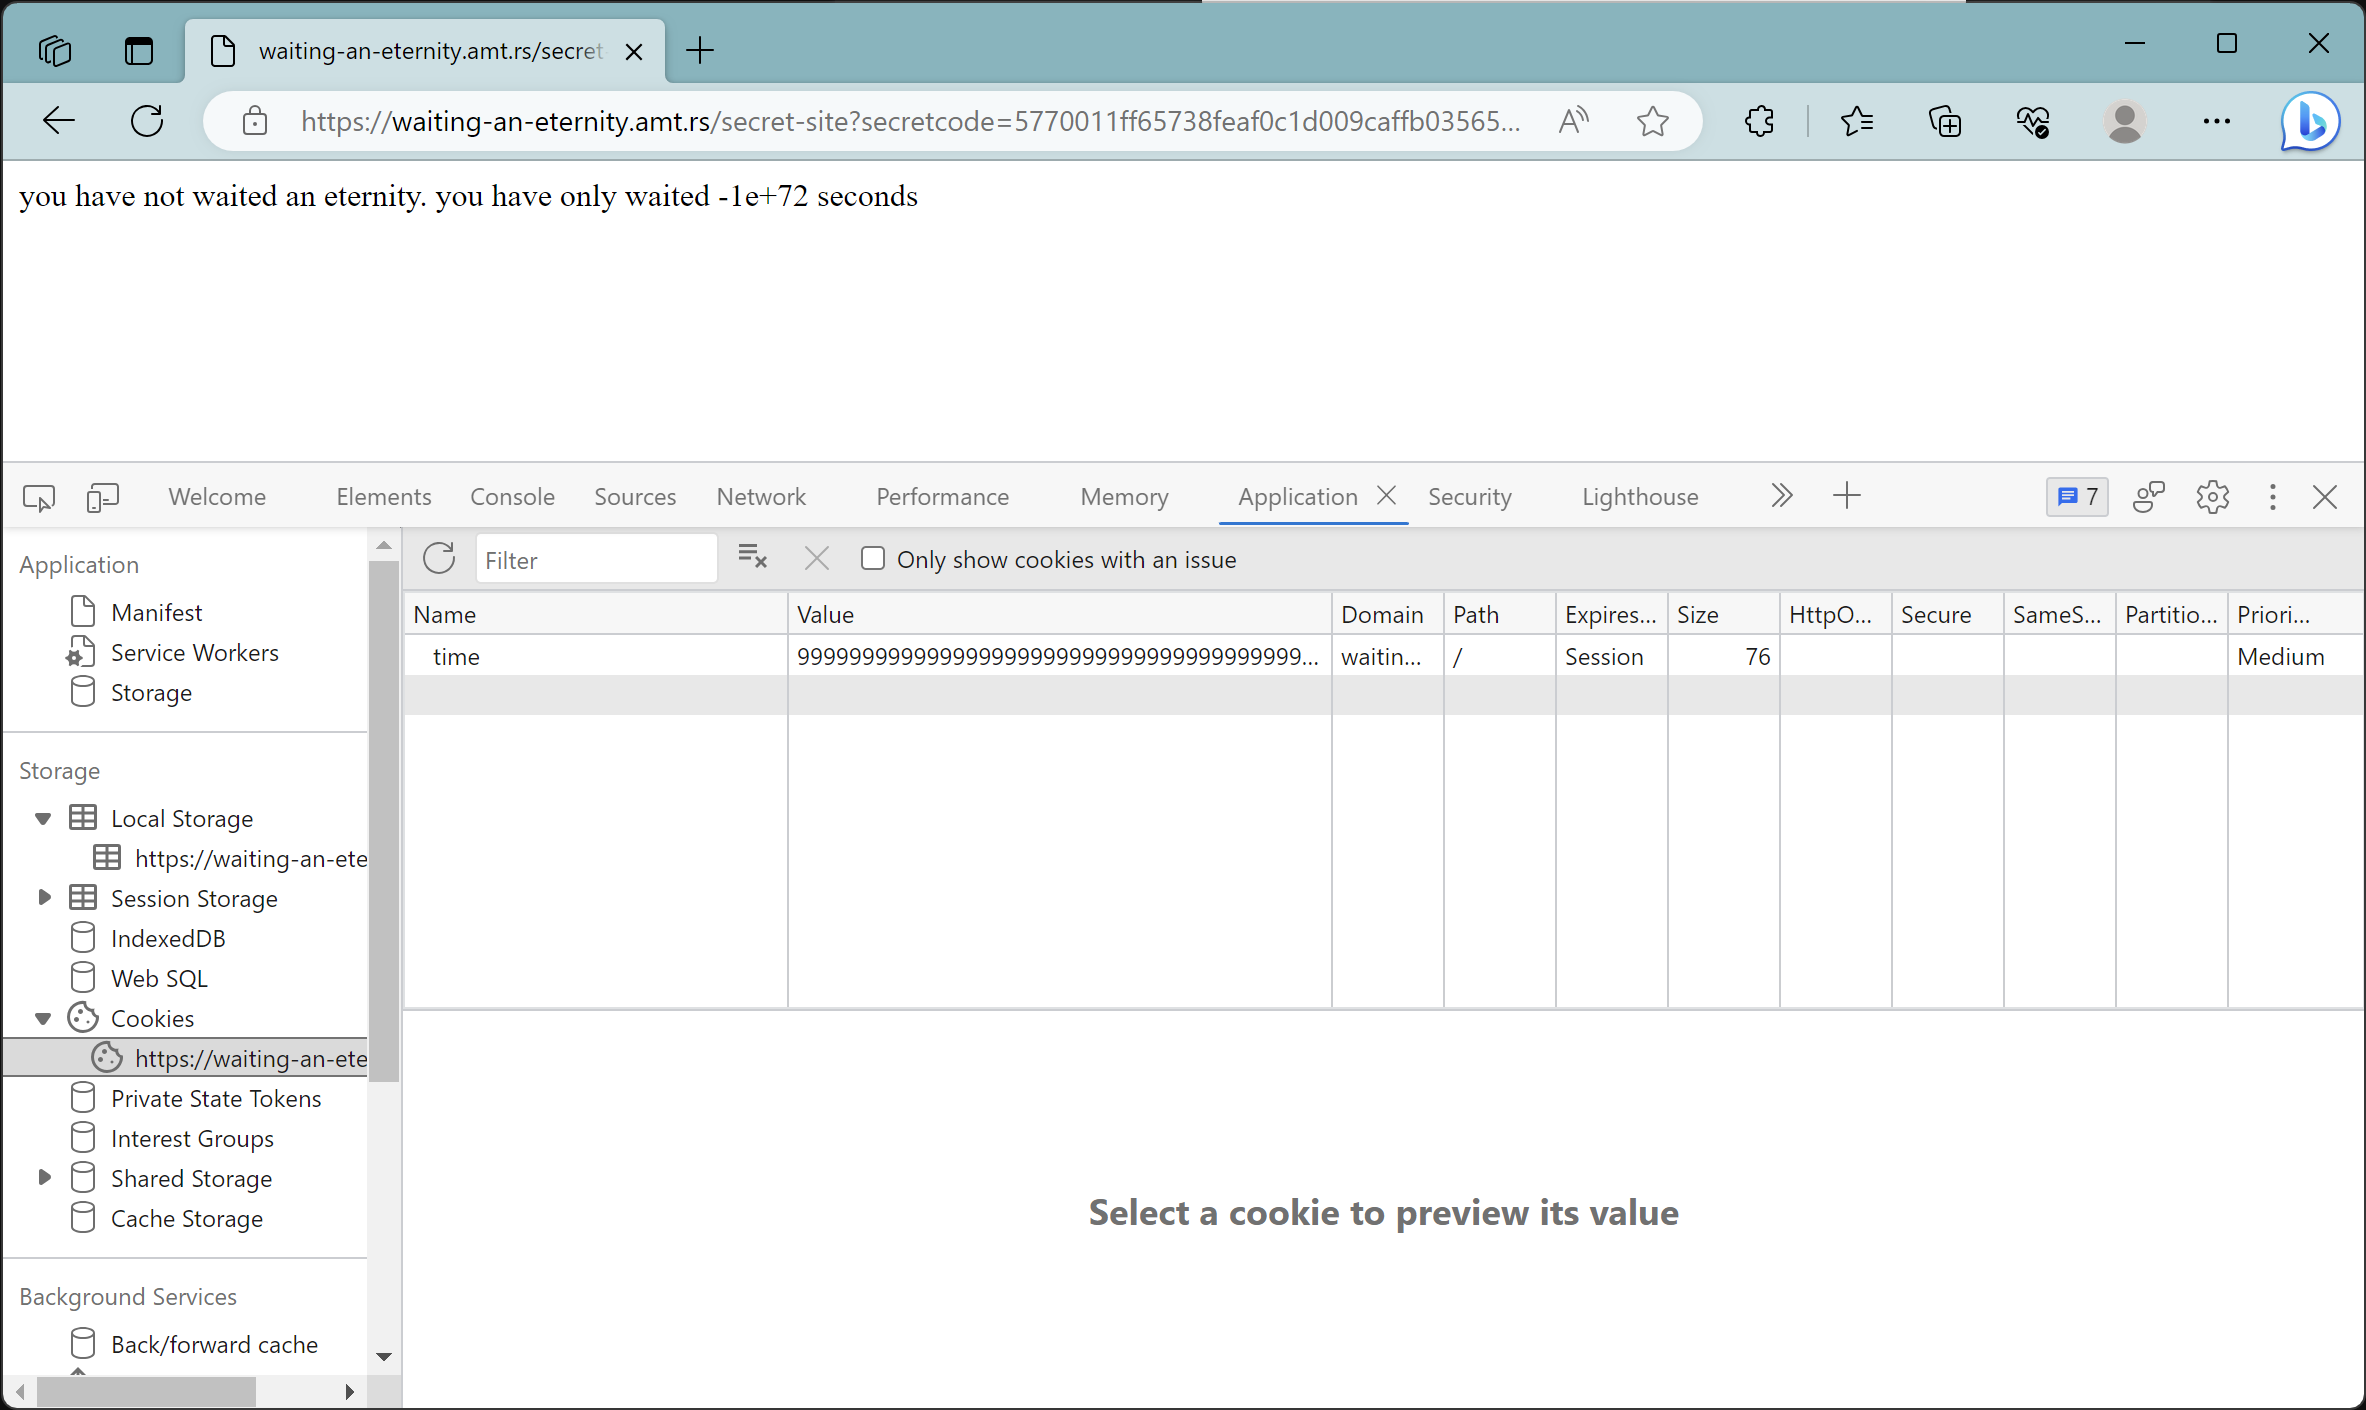 waiting-an-eternity.amt.rs/secret-
https://waiting-an-eternity.amt.rs/secret-site?secretcode=5770011ff65738feaf0c1d009caffb03565...
you have not waited an eternity. you have only waited -1e+72 seconds
Welcome Elements Console Sources Network Performance Memory Application Security Lighthouse 7
Application
Manifest
Service Workers
Storage
Storage
Local Storage
https://waiting-an-ete
Session Storage
IndexedDB
Web SQL
Cookies
https://waiting-an-ete
Private State Tokens
Interest Groups
Shared Storage
Cache Storage
Background Services
Back/forward cache
Filter Only show cookies with an issue
Name Value Domain Path Expires... Size HttpO... Secure SameS... Partitio... Priori...
time waitin... / Session 76 Medium
Select a cookie to preview its value